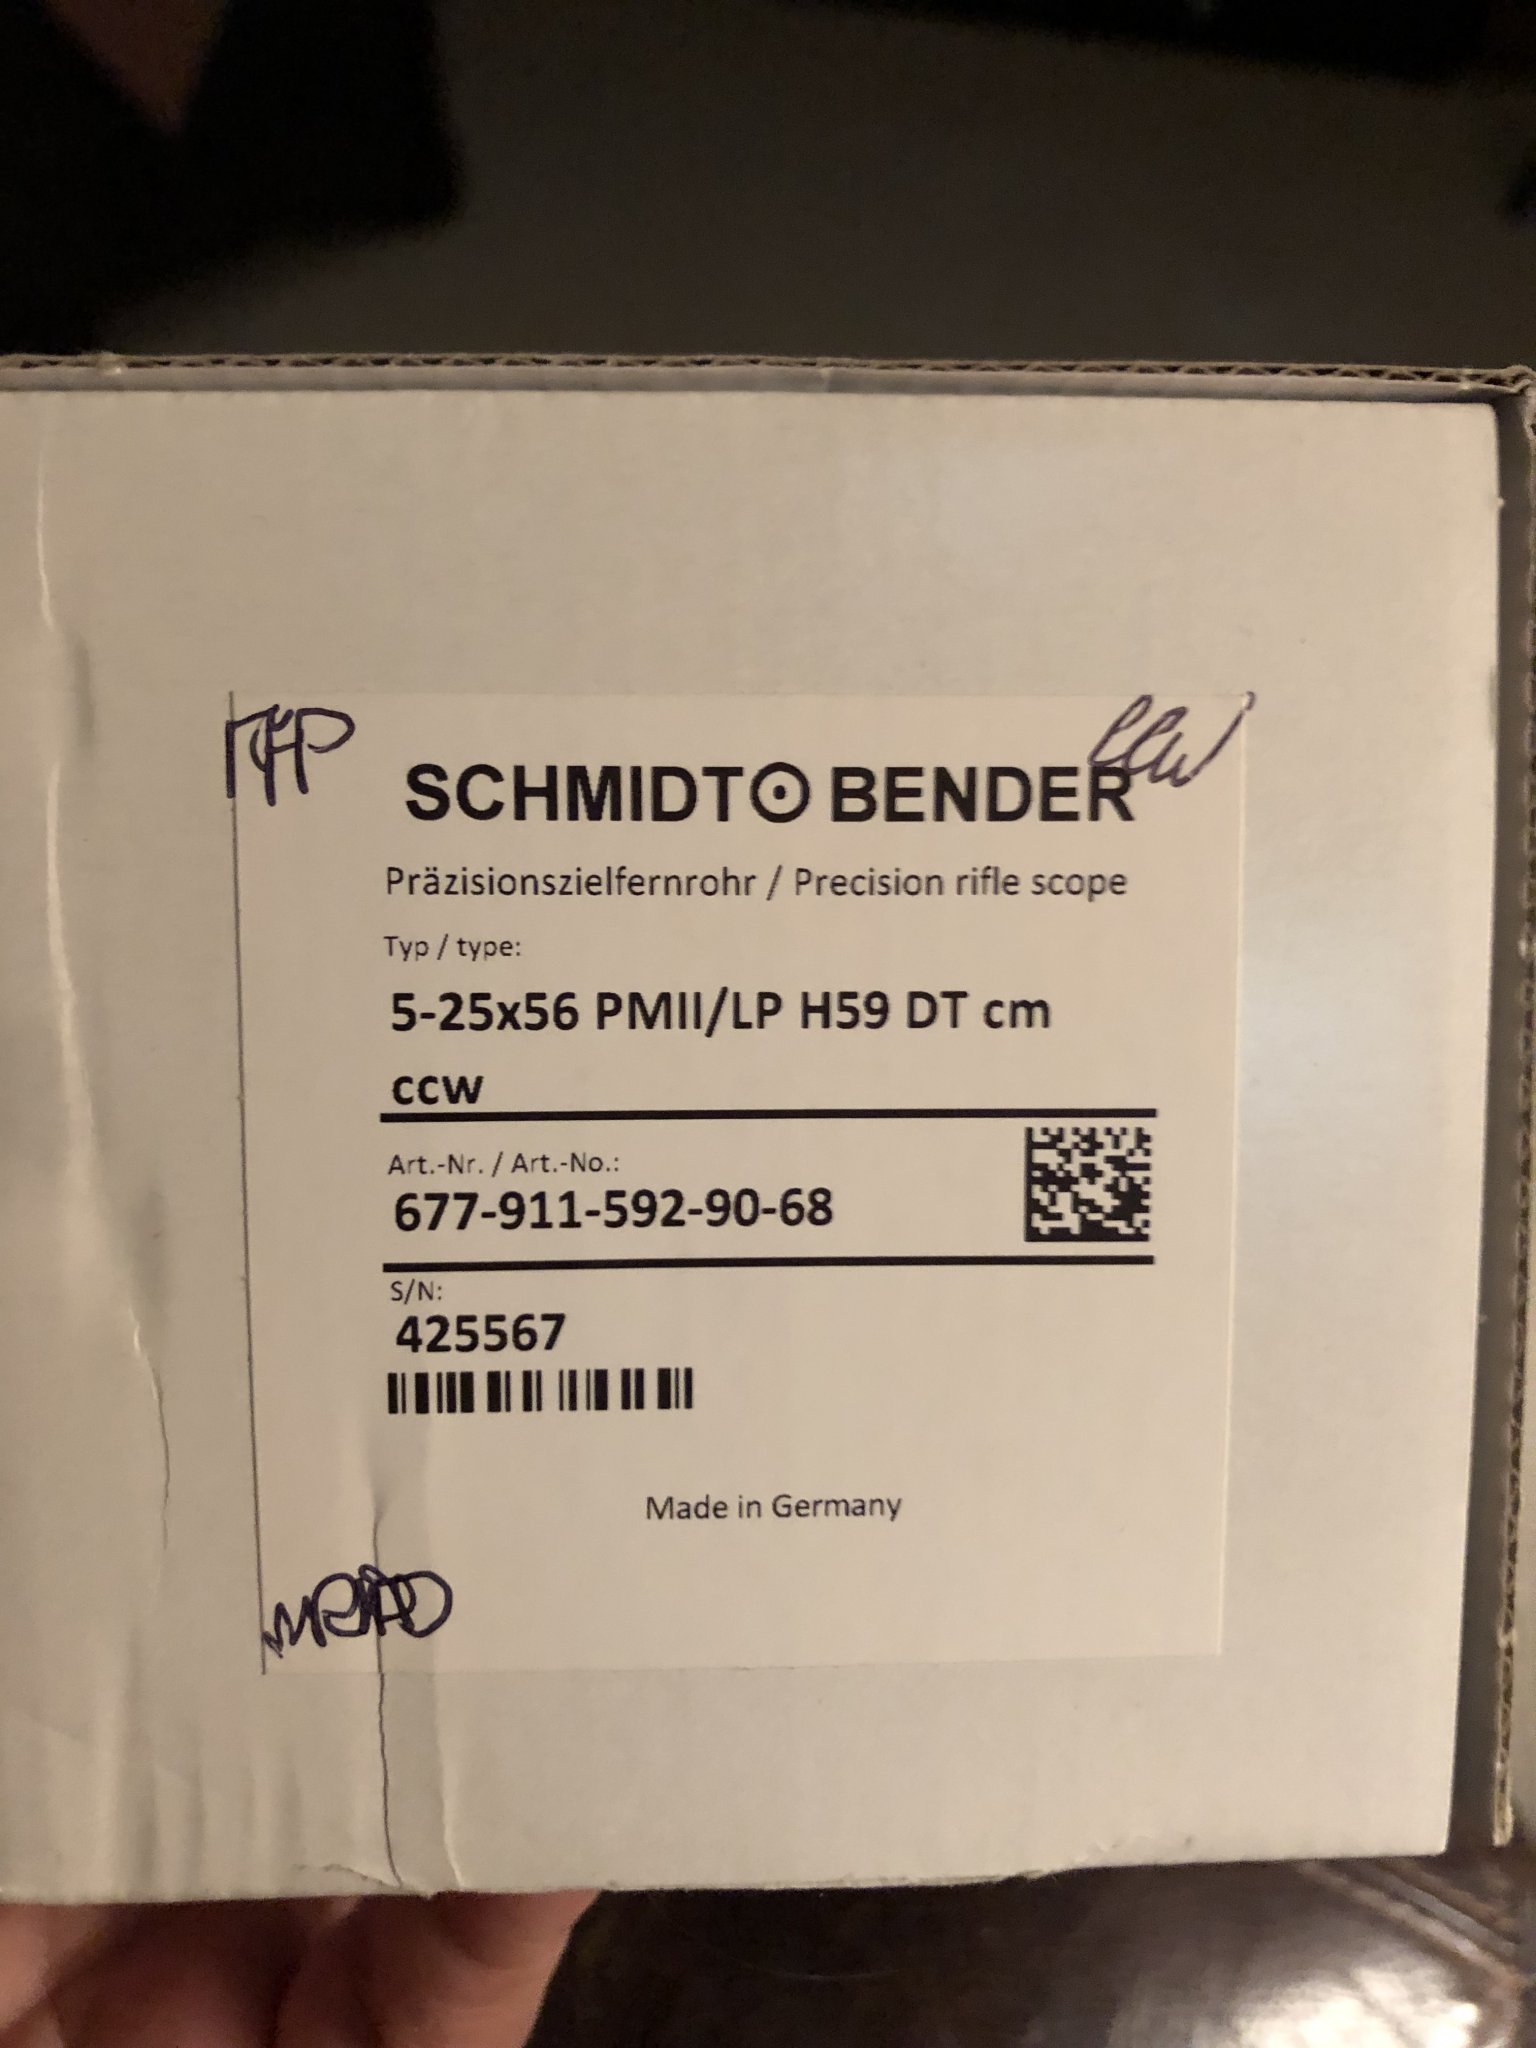 FFP
CCW
SCHMIDT BENDER
Präzisionszielfernrohr / Precision rifle scope
Typ / type:
5-25x56 PMII/LP H59 DT cm
ccw
Art.-Nr. / Art.-No.:
677-911-592-90-68
S/N:
425567
Made in Germany